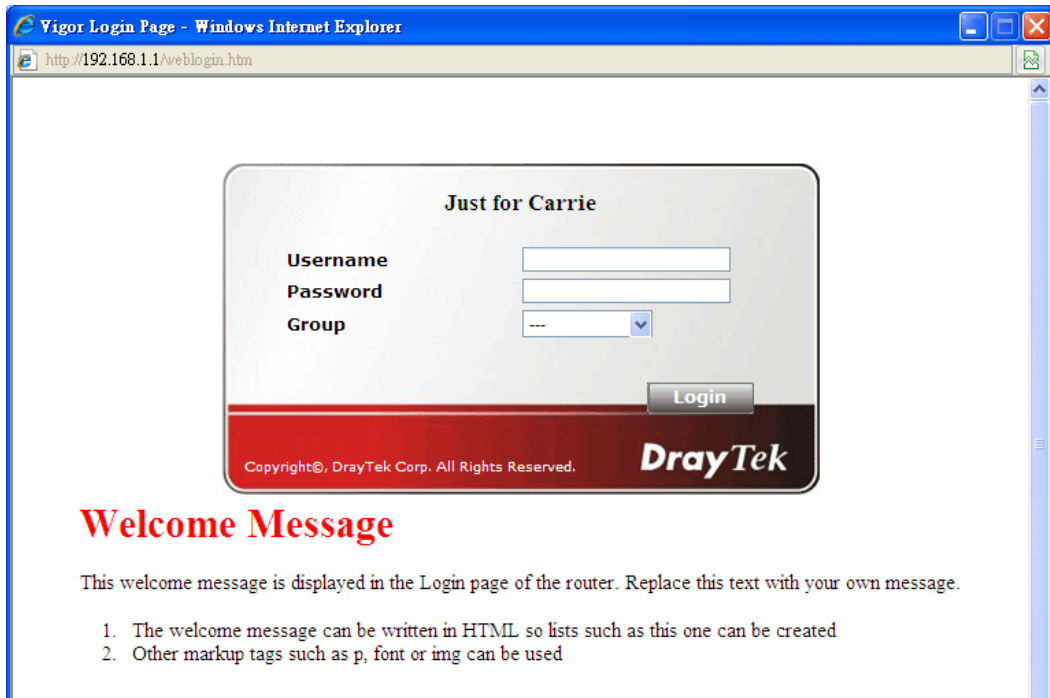 Vigor Login Page - Windows Internet Explorer
http://192.168.1.1/weblogin.htm
Just for Carrie
Username
Password
Group ---
Login
Copyright©, DrayTek Corp. All Rights Reserved.
DrayTek
Welcome Message
This welcome message is displayed in the Login page of the router. Replace this text with your own message.
1. The welcome message can be written in HTML so lists such as this one can be created
2. Other markup tags such as p, font or img can be used